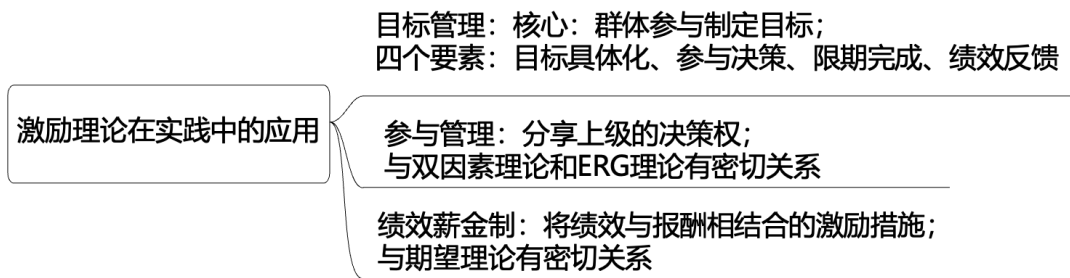 目标管理：核心：群体参与制定目标；
四个要素：目标具体化、参与决策、限期完成、绩效反馈
激励理论在实践中的应用
参与管理：分享上级的决策权；
与双因素理论和ERG理论有密切关系
绩效薪金制：将绩效与报酬相结合的激励措施；
与期望理论有密切关系